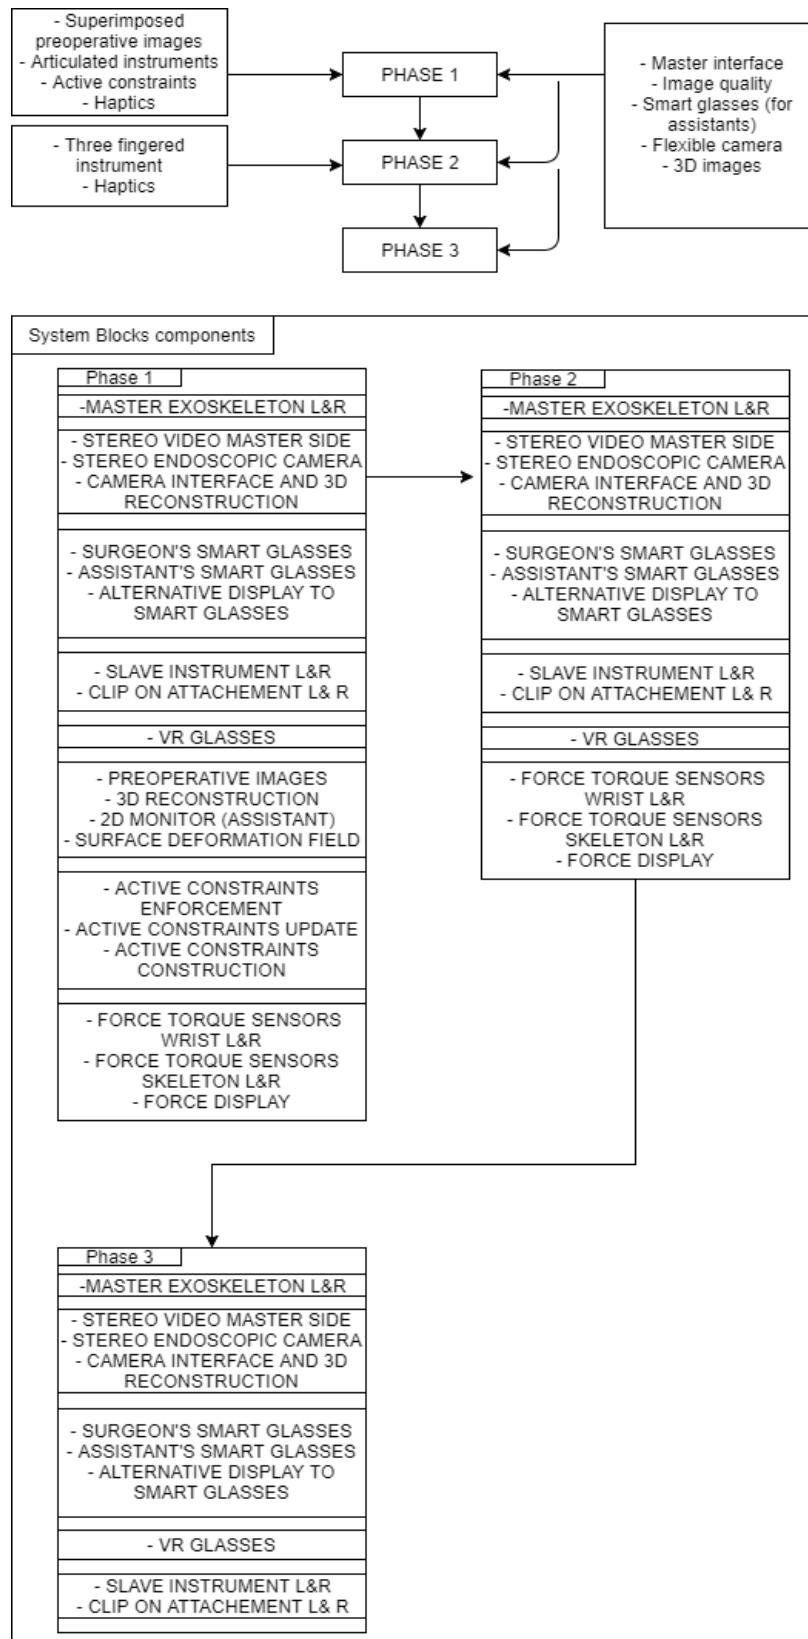 - Superimposed
preoperative images
- Articulated instruments
- Active constraints
- Haptics
PHASE 1
- Master interface
- Image quality
- Smart glasses (for
assistants)
- Flexible camera
- 3D images
- Three fingered
instrument
- Haptics
PHASE 2
PHASE 3
System Blocks components
Phase 1
-MASTER EXOSKELETON L&R
- STEREO VIDEO MASTER SIDE
- STEREO ENDOSCOPIC CAMERA
- CAMERA INTERFACE AND 3D
RECONSTRUCTION
- SURGEON'S SMART GLASSES
- ASSISTANT'S SMART GLASSES
- ALTERNATIVE DISPLAY TO
SMART GLASSES
- SLAVE INSTRUMENT L&R
- CLIP ON ATTACHEMENT L& R
- VR GLASSES
- PREOPERATIVE IMAGES
- 3D RECONSTRUCTION
- 2D MONITOR (ASSISTANT)
- SURFACE DEFORMATION FIELD
- ACTIVE CONSTRAINTS
ENFORCEMENT
- ACTIVE CONSTRAINTS UPDATE
- ACTIVE CONSTRAINTS
CONSTRUCTION
- FORCE TORQUE SENSORS
WRIST L&R
- FORCE TORQUE SENSORS
SKELETON L&R
- FORCE DISPLAY
Phase 2
-MASTER EXOSKELETON L&R
- STEREO VIDEO MASTER SIDE
- STEREO ENDOSCOPIC CAMERA
- CAMERA INTERFACE AND 3D
RECONSTRUCTION
- SURGEON'S SMART GLASSES
- ASSISTANT'S SMART GLASSES
- ALTERNATIVE DISPLAY TO
SMART GLASSES
- SLAVE INSTRUMENT L&R
- CLIP ON ATTACHEMENT L& R
- VR GLASSES
- FORCE TORQUE SENSORS
WRIST L&R
- FORCE TORQUE SENSORS
SKELETON L&R
- FORCE DISPLAY
Phase 3
-MASTER EXOSKELETON L&R
- STEREO VIDEO MASTER SIDE
- STEREO ENDOSCOPIC CAMERA
- CAMERA INTERFACE AND 3D
RECONSTRUCTION
- SURGEON'S SMART GLASSES
- ASSISTANT'S SMART GLASSES
- ALTERNATIVE DISPLAY TO
SMART GLASSES
- VR GLASSES
- SLAVE INSTRUMENT L&R
- CLIP ON ATTACHEMENT L& R